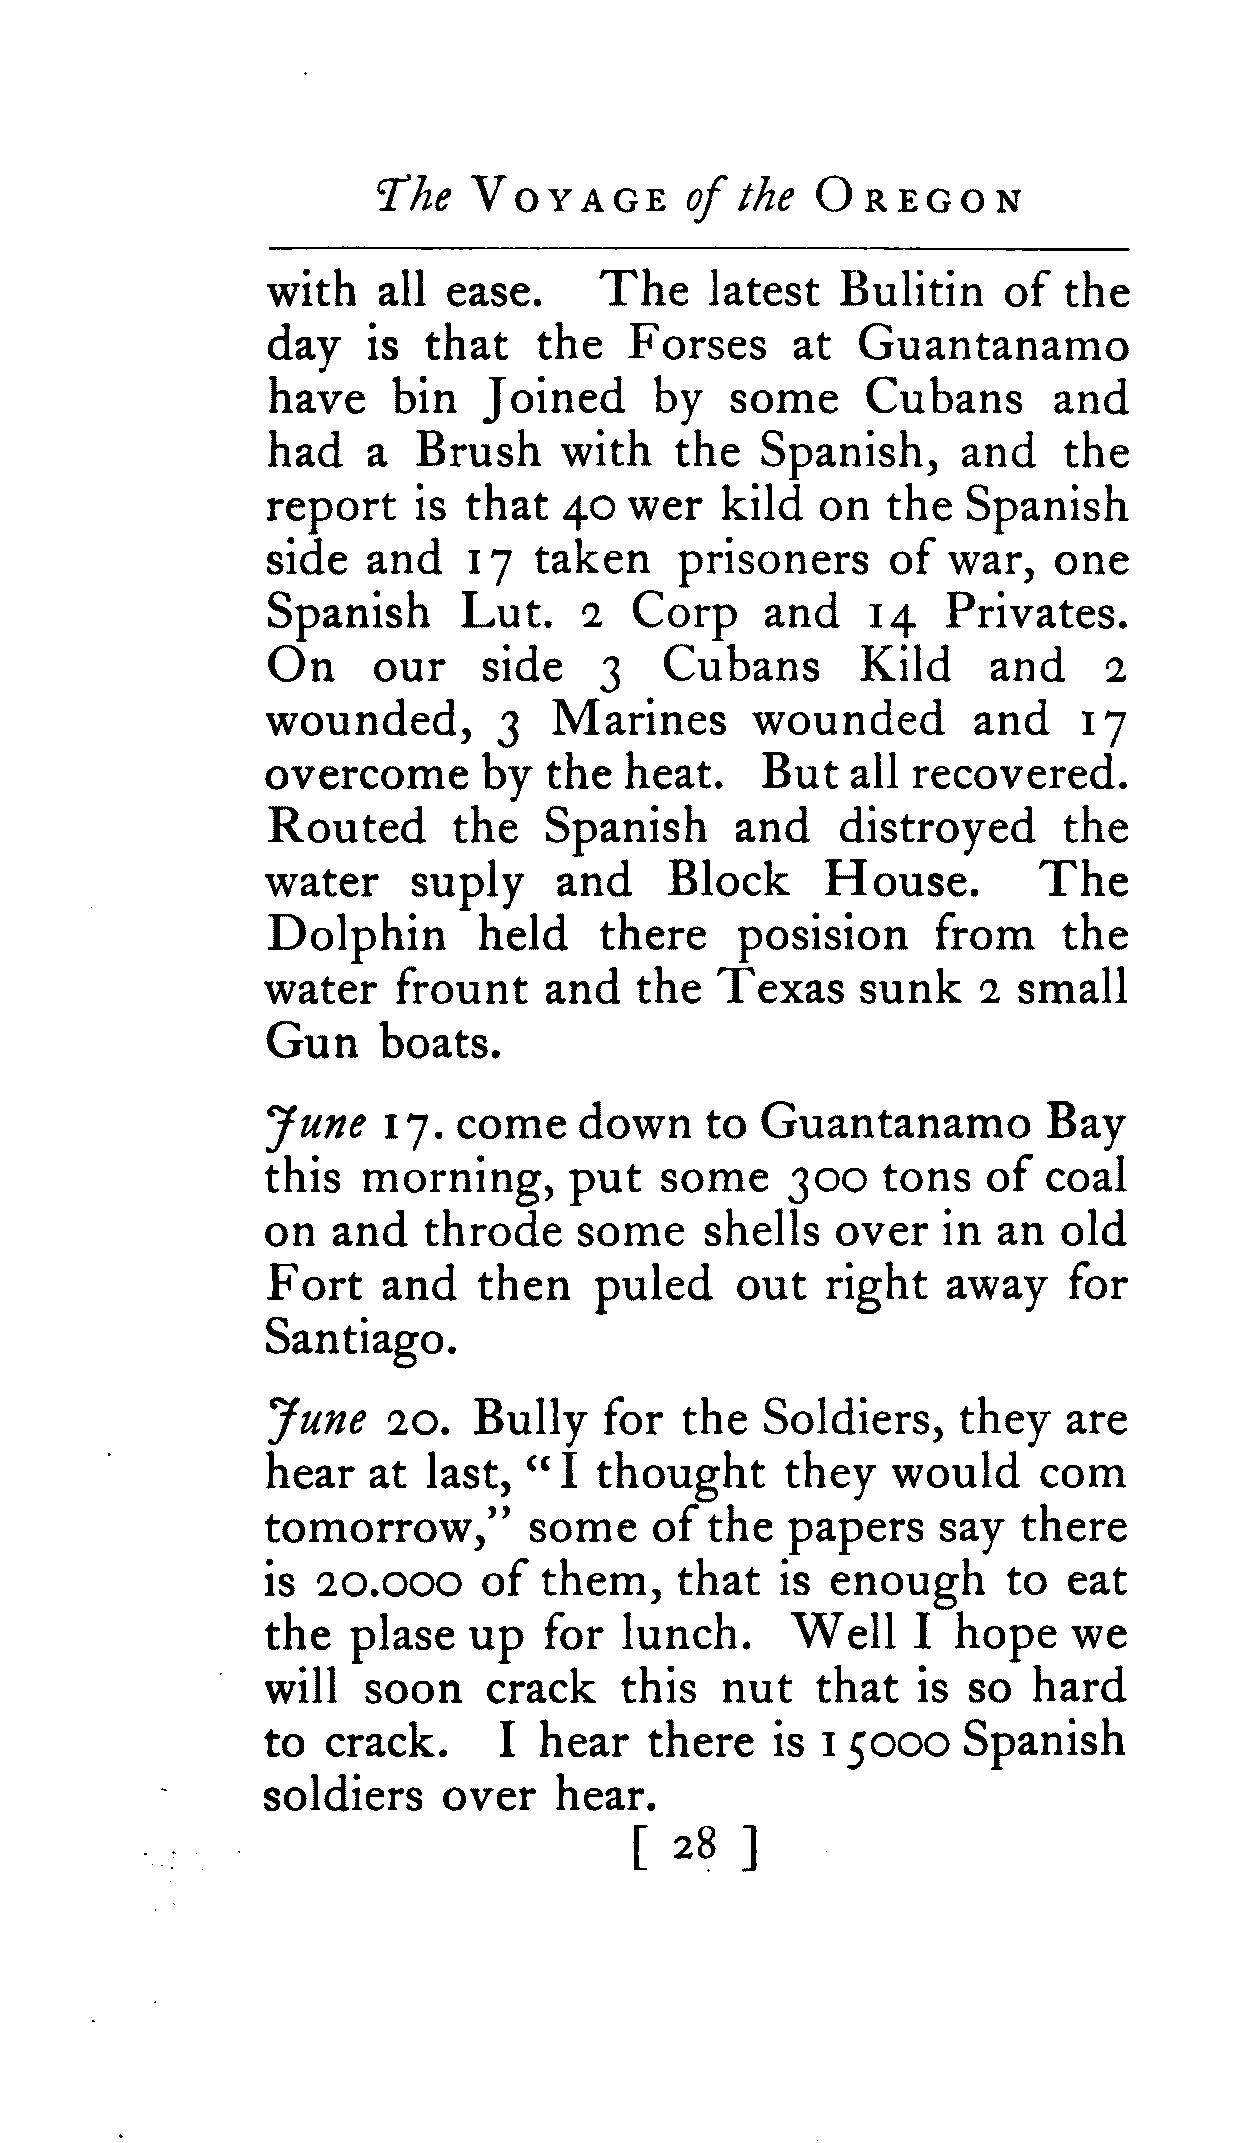 The VOYAGE of the OREGON
with all ease. The latest Bulitin of the
day is that the Forses at Guantanamo
have bin Joined by some Cubans and
had a Brush with the Spanish, and the
report is that 40 wer kild on the Spanish
side and 17 taken prisoners of war, one
Spanish Lut. 2 Corp and 14 Privates.
On our side 3 Cubans Kild and 2
wounded, 3 Marines wounded and 17
overcome by the heat. But all recovered.
Routed the Spanish and distroyed the
water suply and Block House. The
Dolphin held there posision from the
water frount and the Texas sunk 2 small
Gun boats.
June 17. come down to Guantanamo Bay
this morning, put some 300 tons of coal
on and throde some shells over in an old
Fort and then puled out right away for
Santiago.
June 20. Bully for the Soldiers, they are
hear at last, "I thought they would com
tomorrow," some of the papers say there
is 20.000 of them, that is enough to eat
the plase up for lunch. Well I hope we
will soon crack this nut that is so hard
to crack. I hear there is 15000 Spanish
soldiers over hear.
[ 28 ]